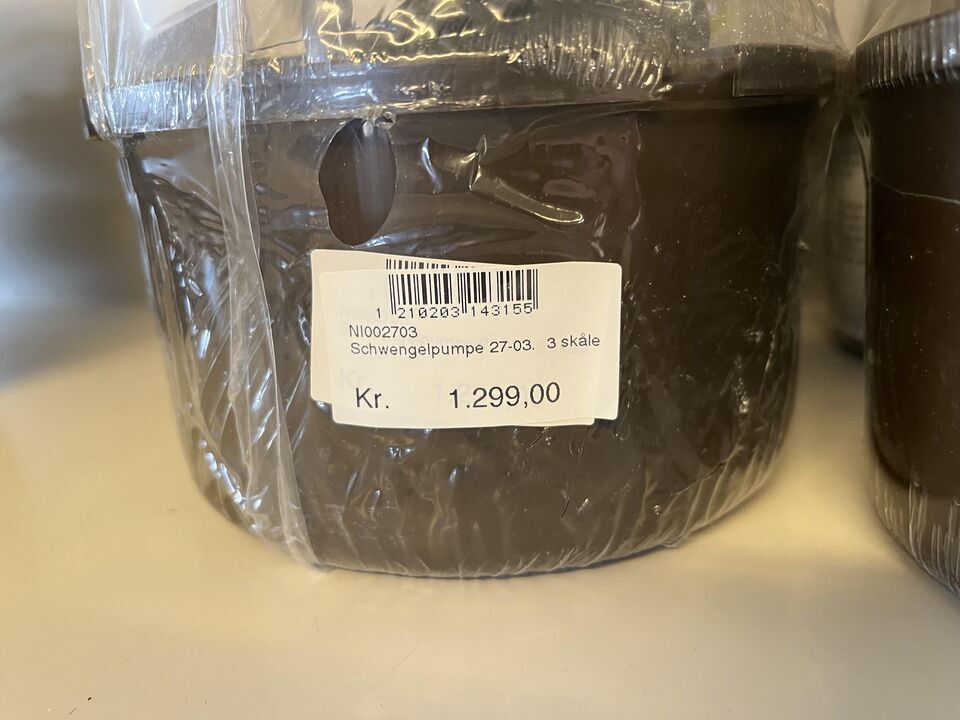 1 210203 143155
NI002703
Schwengelpumpe 27-03. 3 skåle
Kr. 1.299,00